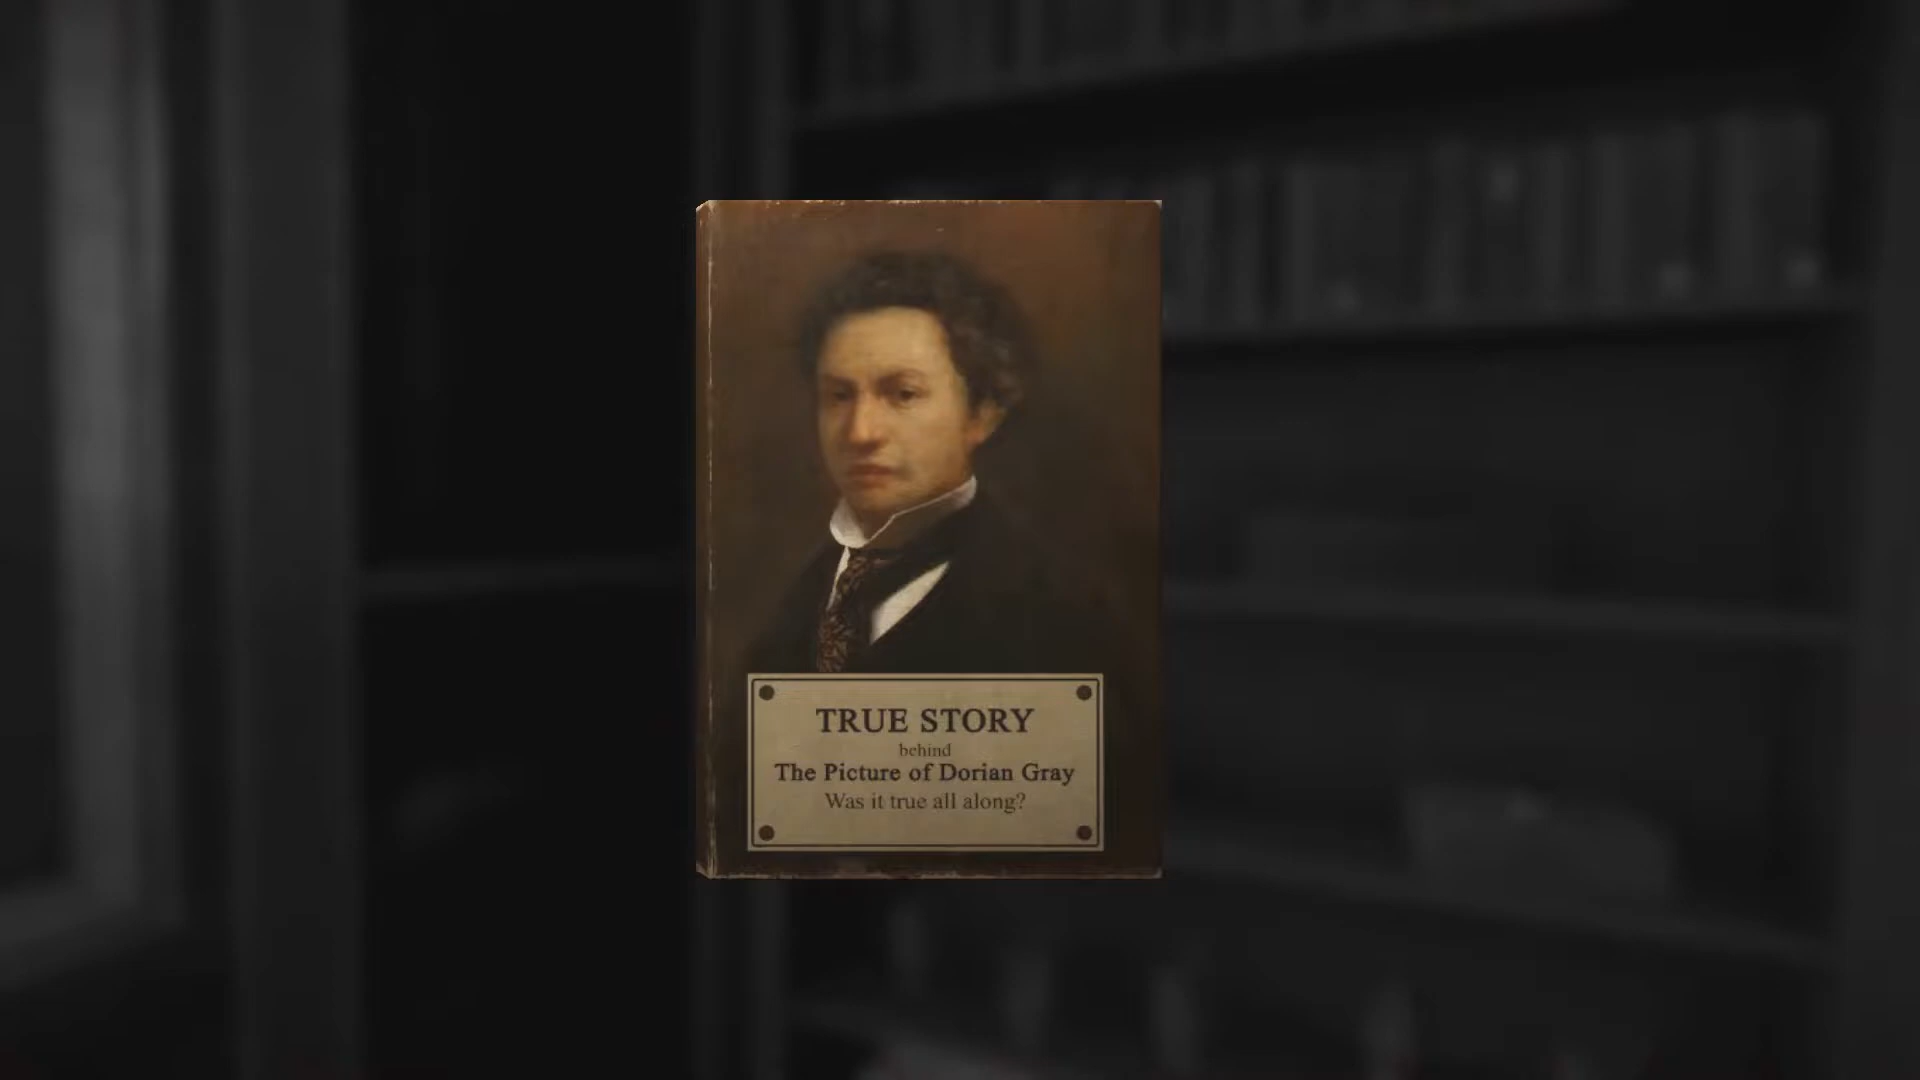 TRUE STORY
behind
The Picture of Dorian Gray
Was it true all along?